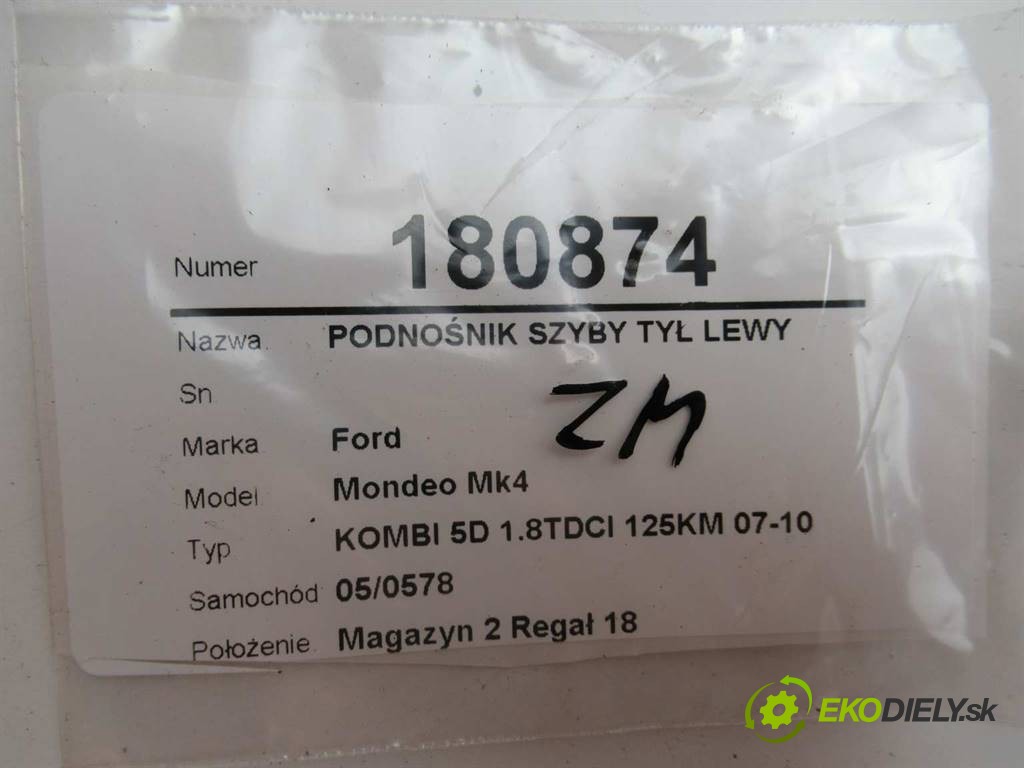 Numer 180874
Nazwa PODNOŚNIK SZYBY TYŁ LEWY
Sn
ZM
Marka Ford
Model Mondeo Mk4
Typ KOMBI 5D 1.8TDCI 125KM 07-10
Samochód 05/0578
Położenie Magazyn 2 Regał 18
EKODIELY.sk